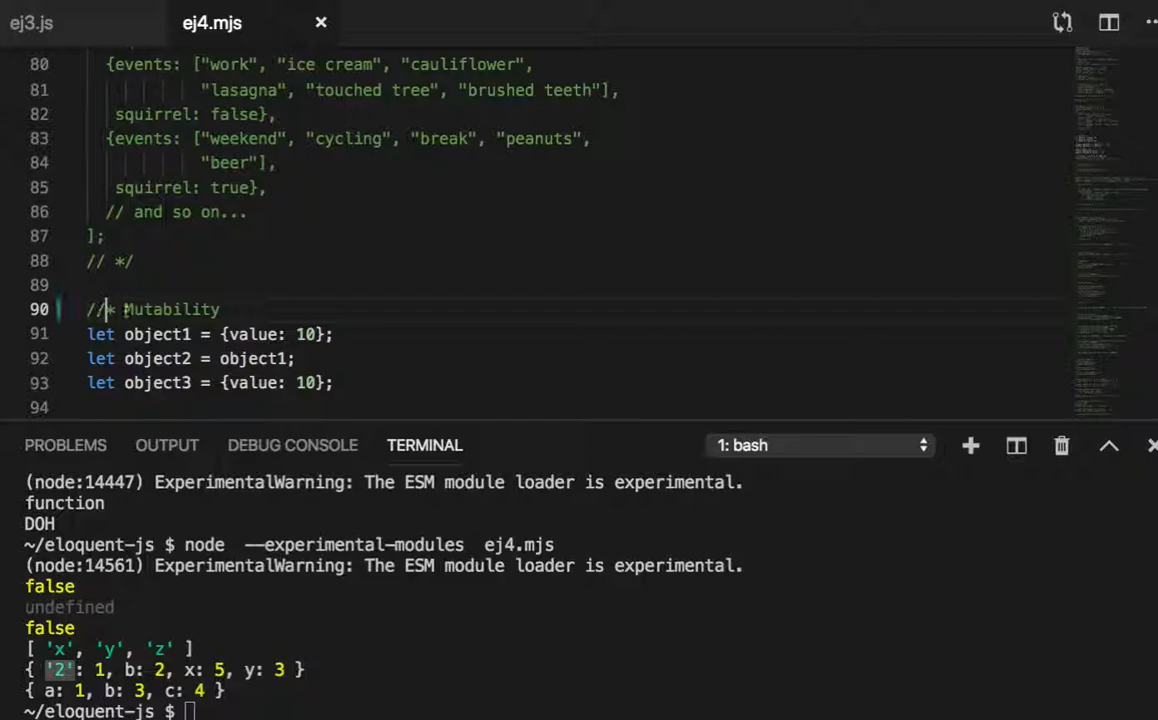 ej3.js
ej4.mjs
80 {events: ["work", "ice cream", "cauliflower",
81 "lasagna", "touched tree", "brushed teeth"],
82 squirrel: false},
83 {events: ["weekend", "cycling", "break", "peanuts",
84 "beer"],
85 squirrel: true},
86 // and so on...
87 ];
88 // */
89
90 //* Mutability
91 let object1 = {value: 10};
92 let object2 = object1;
93 let object3 = {value: 10};
94
PROBLEMS OUTPUT DEBUG CONSOLE TERMINAL 1: bash
(node:14447) ExperimentalWarning: The ESM module loader is experimental.
function
DOH
~/eloquent-js $ node  --experimental-modules  ej4.mjs
(node:14561) ExperimentalWarning: The ESM module loader is experimental.
false
undefined
false
[ 'x', 'y', 'z' ]
{ '2': 1, b: 2, x: 5, y: 3 }
{ a: 1, b: 3, c: 4 }
~/eloquent-js $